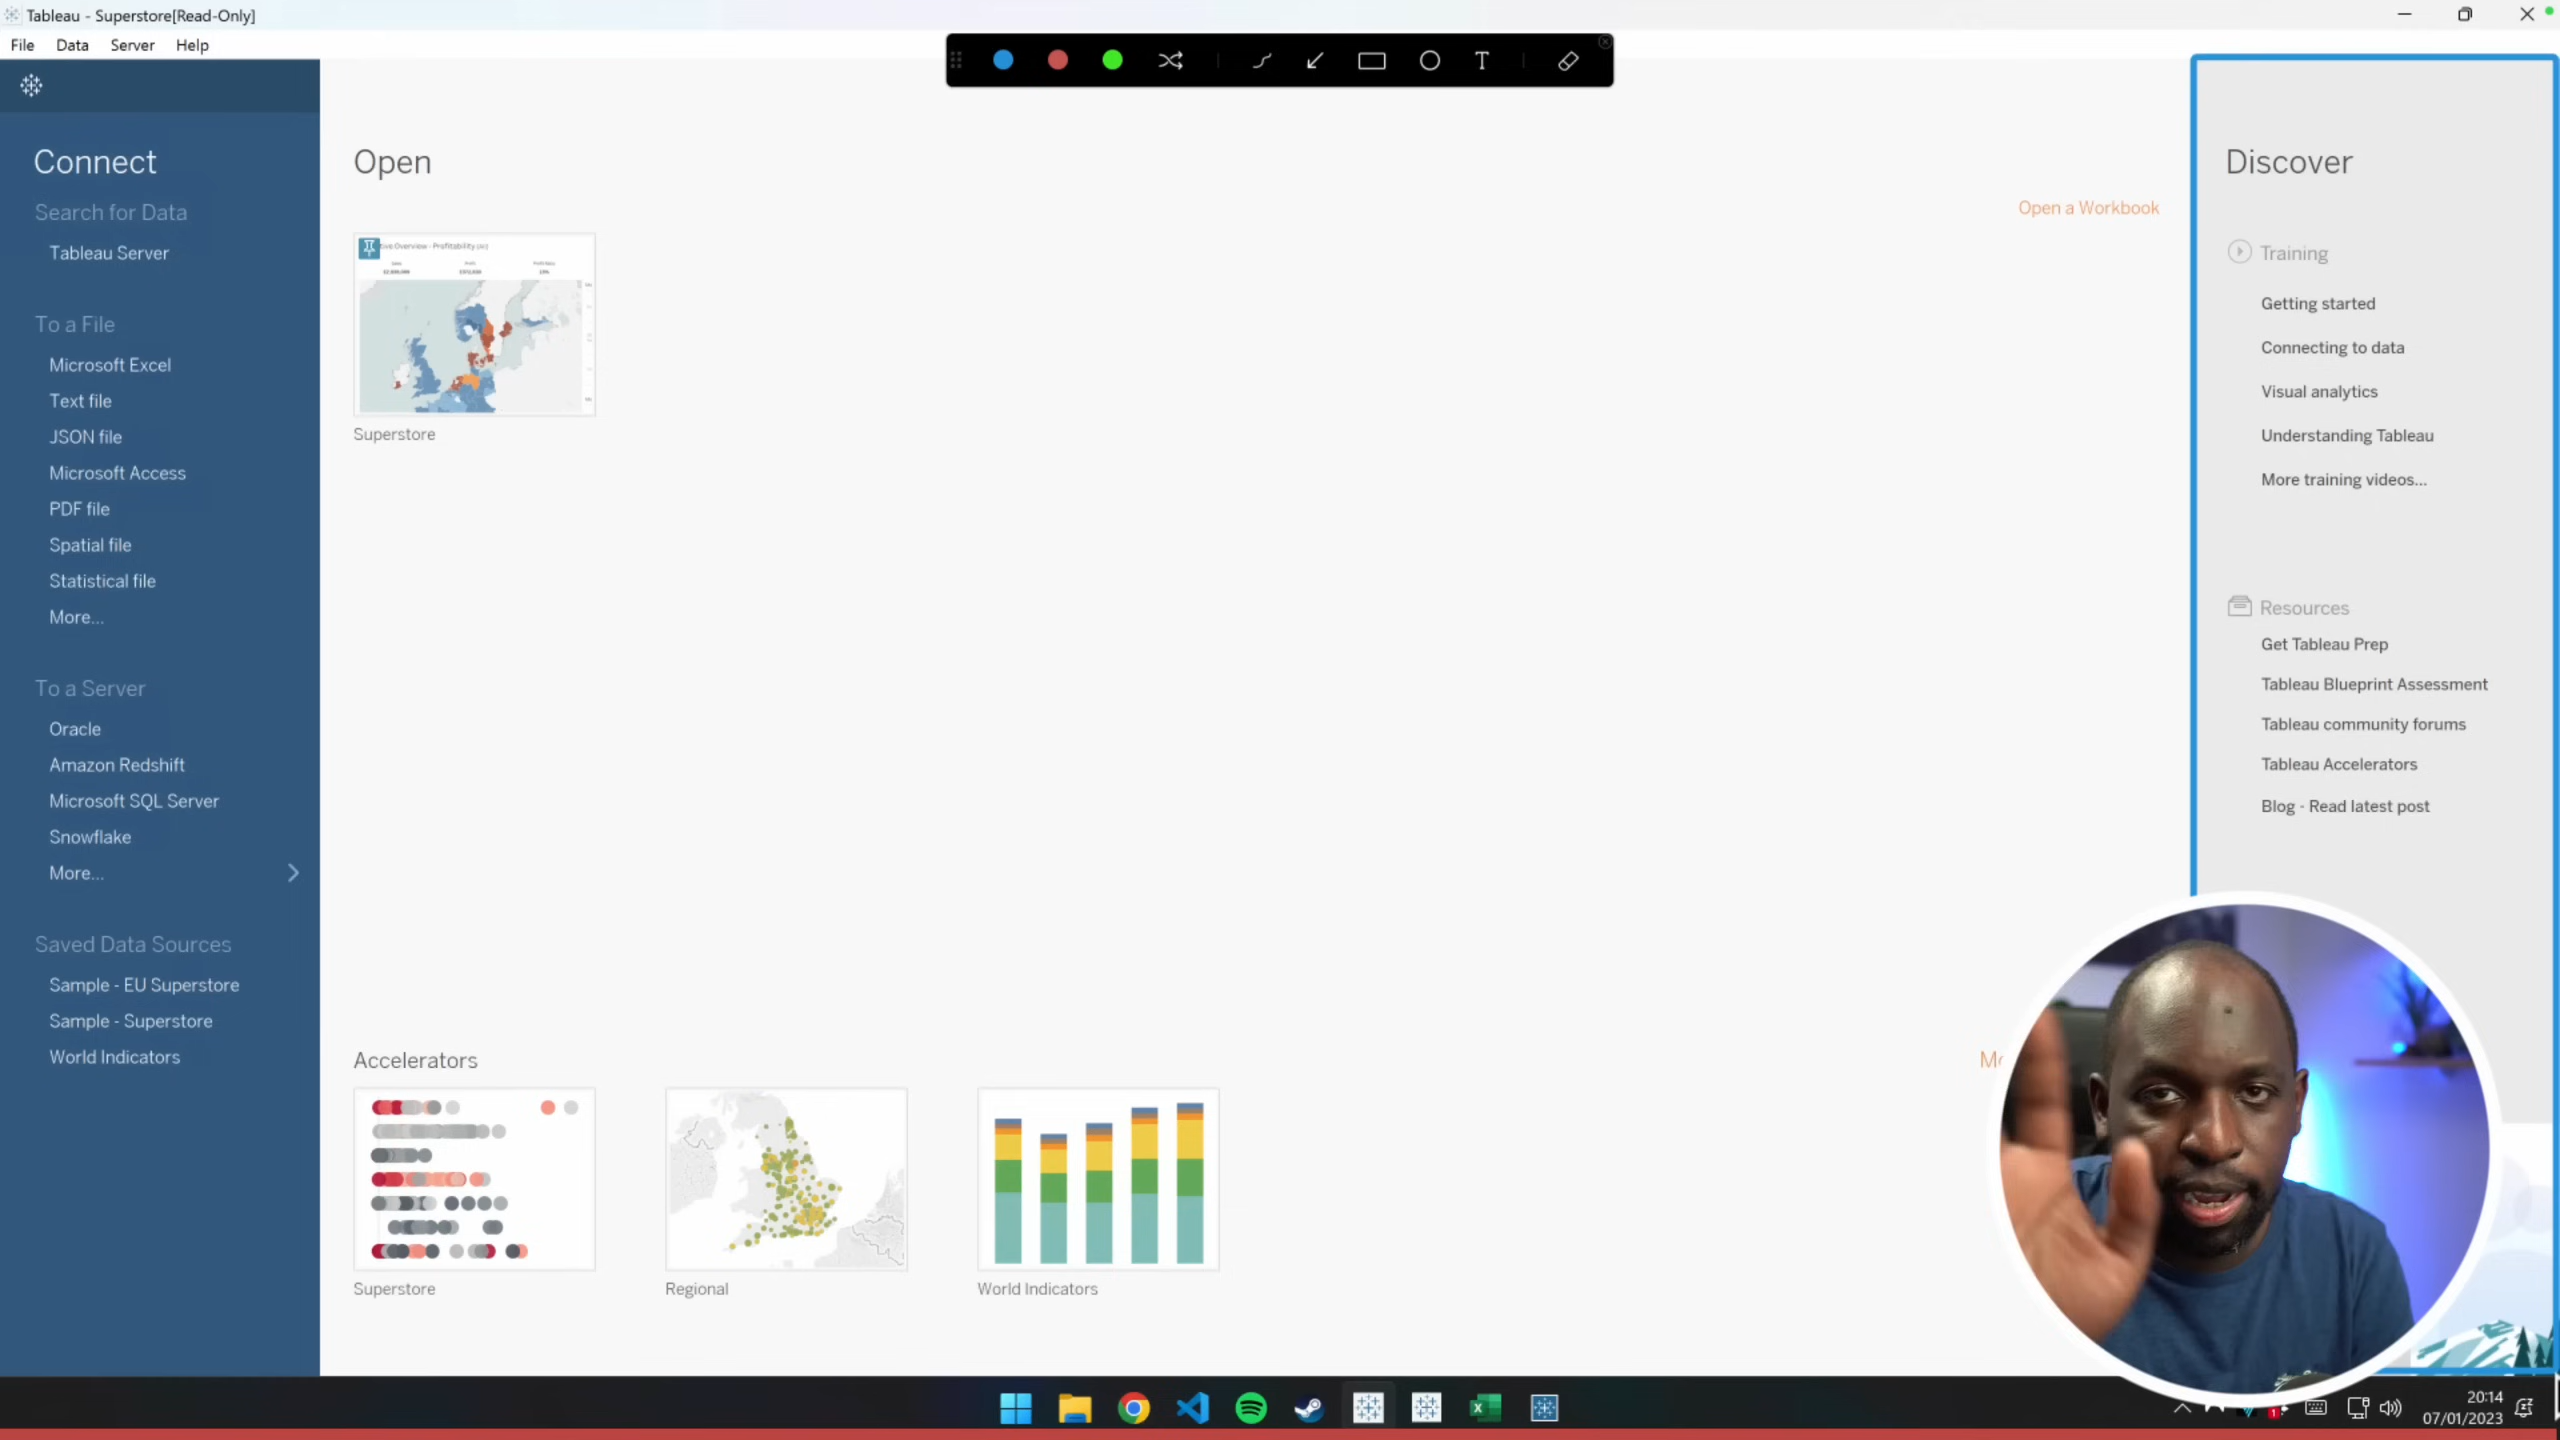 Tableau - Superstore[Read-Only]
File Data Server Help
T
Connect
Search for Data
Tableau Server
To a File
Microsoft Excel
Text file
JSON file
Microsoft Access
PDF file
Spatial file
Statistical file
More...
To a Server
Oracle
Amazon Redshift
Microsoft SQL Server
Snowflake
More...
Saved Data Sources
Sample - EU Superstore
Sample - Superstore
World Indicators
Open
Open a Workbook
tive Overview - Profitability (All)
Superstore
Accelerators
Superstore
Regional
World Indicators
Discover
Training
Getting started
Connecting to data
Visual analytics
Understanding Tableau
More training videos...
Resources
Get Tableau Prep
Tableau Blueprint Assessment
Tableau community forums
Tableau Accelerators
Blog - Read latest post
1
20:14
07/01/2023